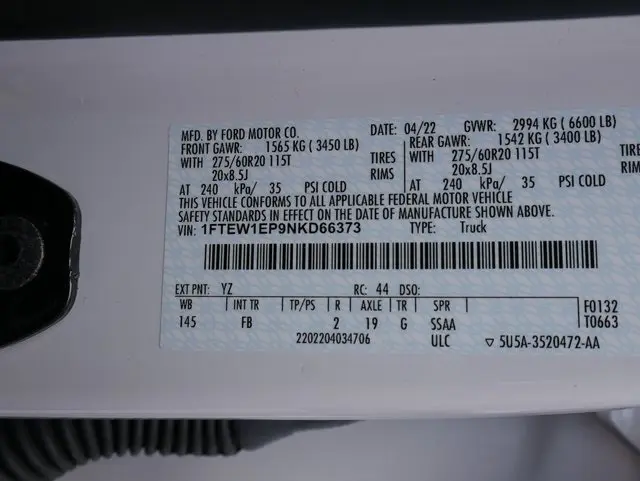 MFD. BY FORD MOTOR CO. DATE: 04/22 GVWR: 2994 KG ( 6600 LB)
FRONT GAWR: 1565 KG ( 3450 LB) REAR GAWR: 1542 KG ( 3400 LB)
WITH 275/60R20 115T TIRES WITH 275/60R20 115T TIRES
20x8.5J RIMS 20x8.5J RIMS
AT 240 kPa/ 35 PSI COLD AT 240 kPa/ 35 PSI COLD
THIS VEHICLE CONFORMS TO ALL APPLICABLE FEDERAL MOTOR VEHICLE
SAFETY STANDARDS IN EFFECT ON THE DATE OF MANUFACTURE SHOWN ABOVE.
VIN: 1FTEW1EP9NKD66373 TYPE: Truck
EXT PNT: YZ RC: 44 DSO:
WB INT TR TP/PS R AXLE TR SPR F0132
145 FB 2 19 G SSAA T0663
2202204034706 ULC ▽ 5U5A-3520472-AA